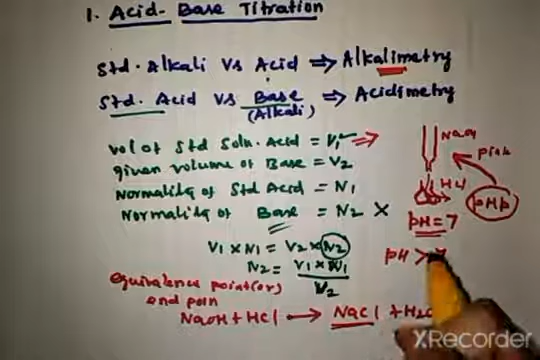 1. Acid-Base Titration
Std. Alkali Vs Acid ⇒ Alkalimetry
Std. Acid vs Base ⇒ Acidimetry
(Alkali)
vol of Std Soln. Acid = V1 ⇒
given volume of Base = V2
Normality of Std Acid = N1
Normality of Base = N2 ×
V1 × N1 = V2 × N2
N2 = V1 × N1
V2
equivalence point (or)
end poin
NaOH + HCl → NaCl + H2O
NaOH
pink
HCl
pHp
pH = 7
pH > 7
XRecorder